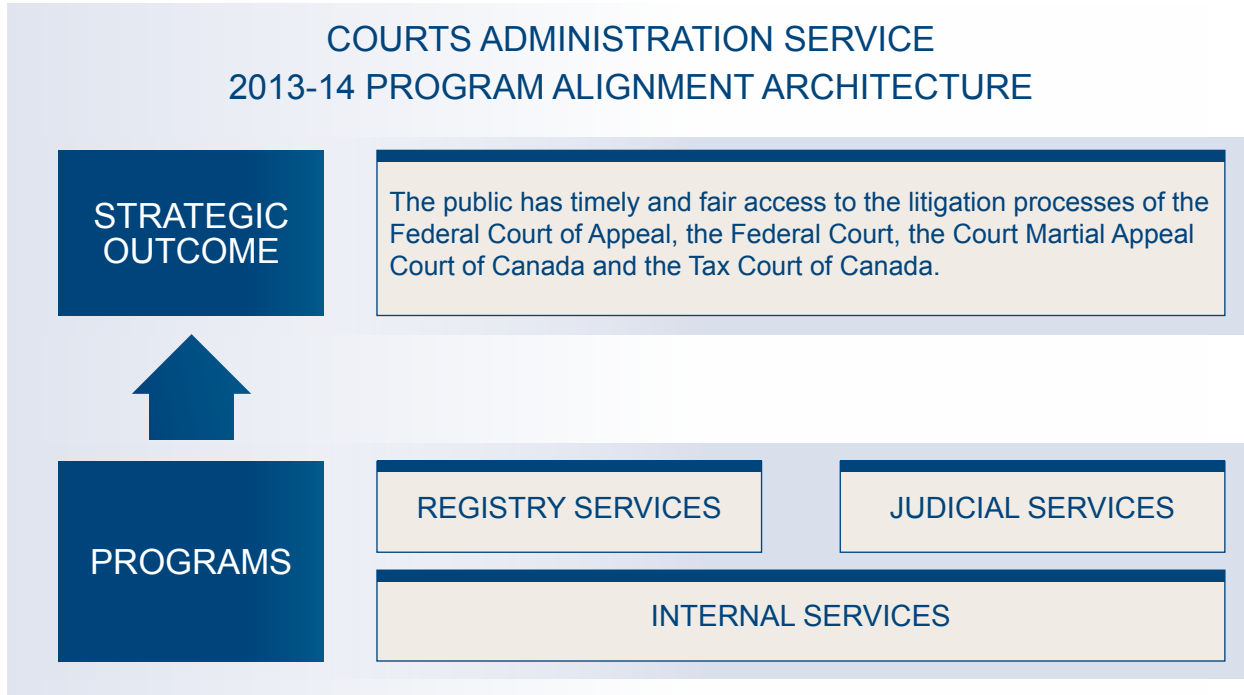 COURTS ADMINISTRATION SERVICE
2013-14 PROGRAM ALIGNMENT ARCHITECTURE
STRATEGIC
OUTCOME
The public has timely and fair access to the litigation processes of the
Federal Court of Appeal, the Federal Court, the Court Martial Appeal
Court of Canada and the Tax Court of Canada.
PROGRAMS
REGISTRY SERVICES
JUDICIAL SERVICES
INTERNAL SERVICES